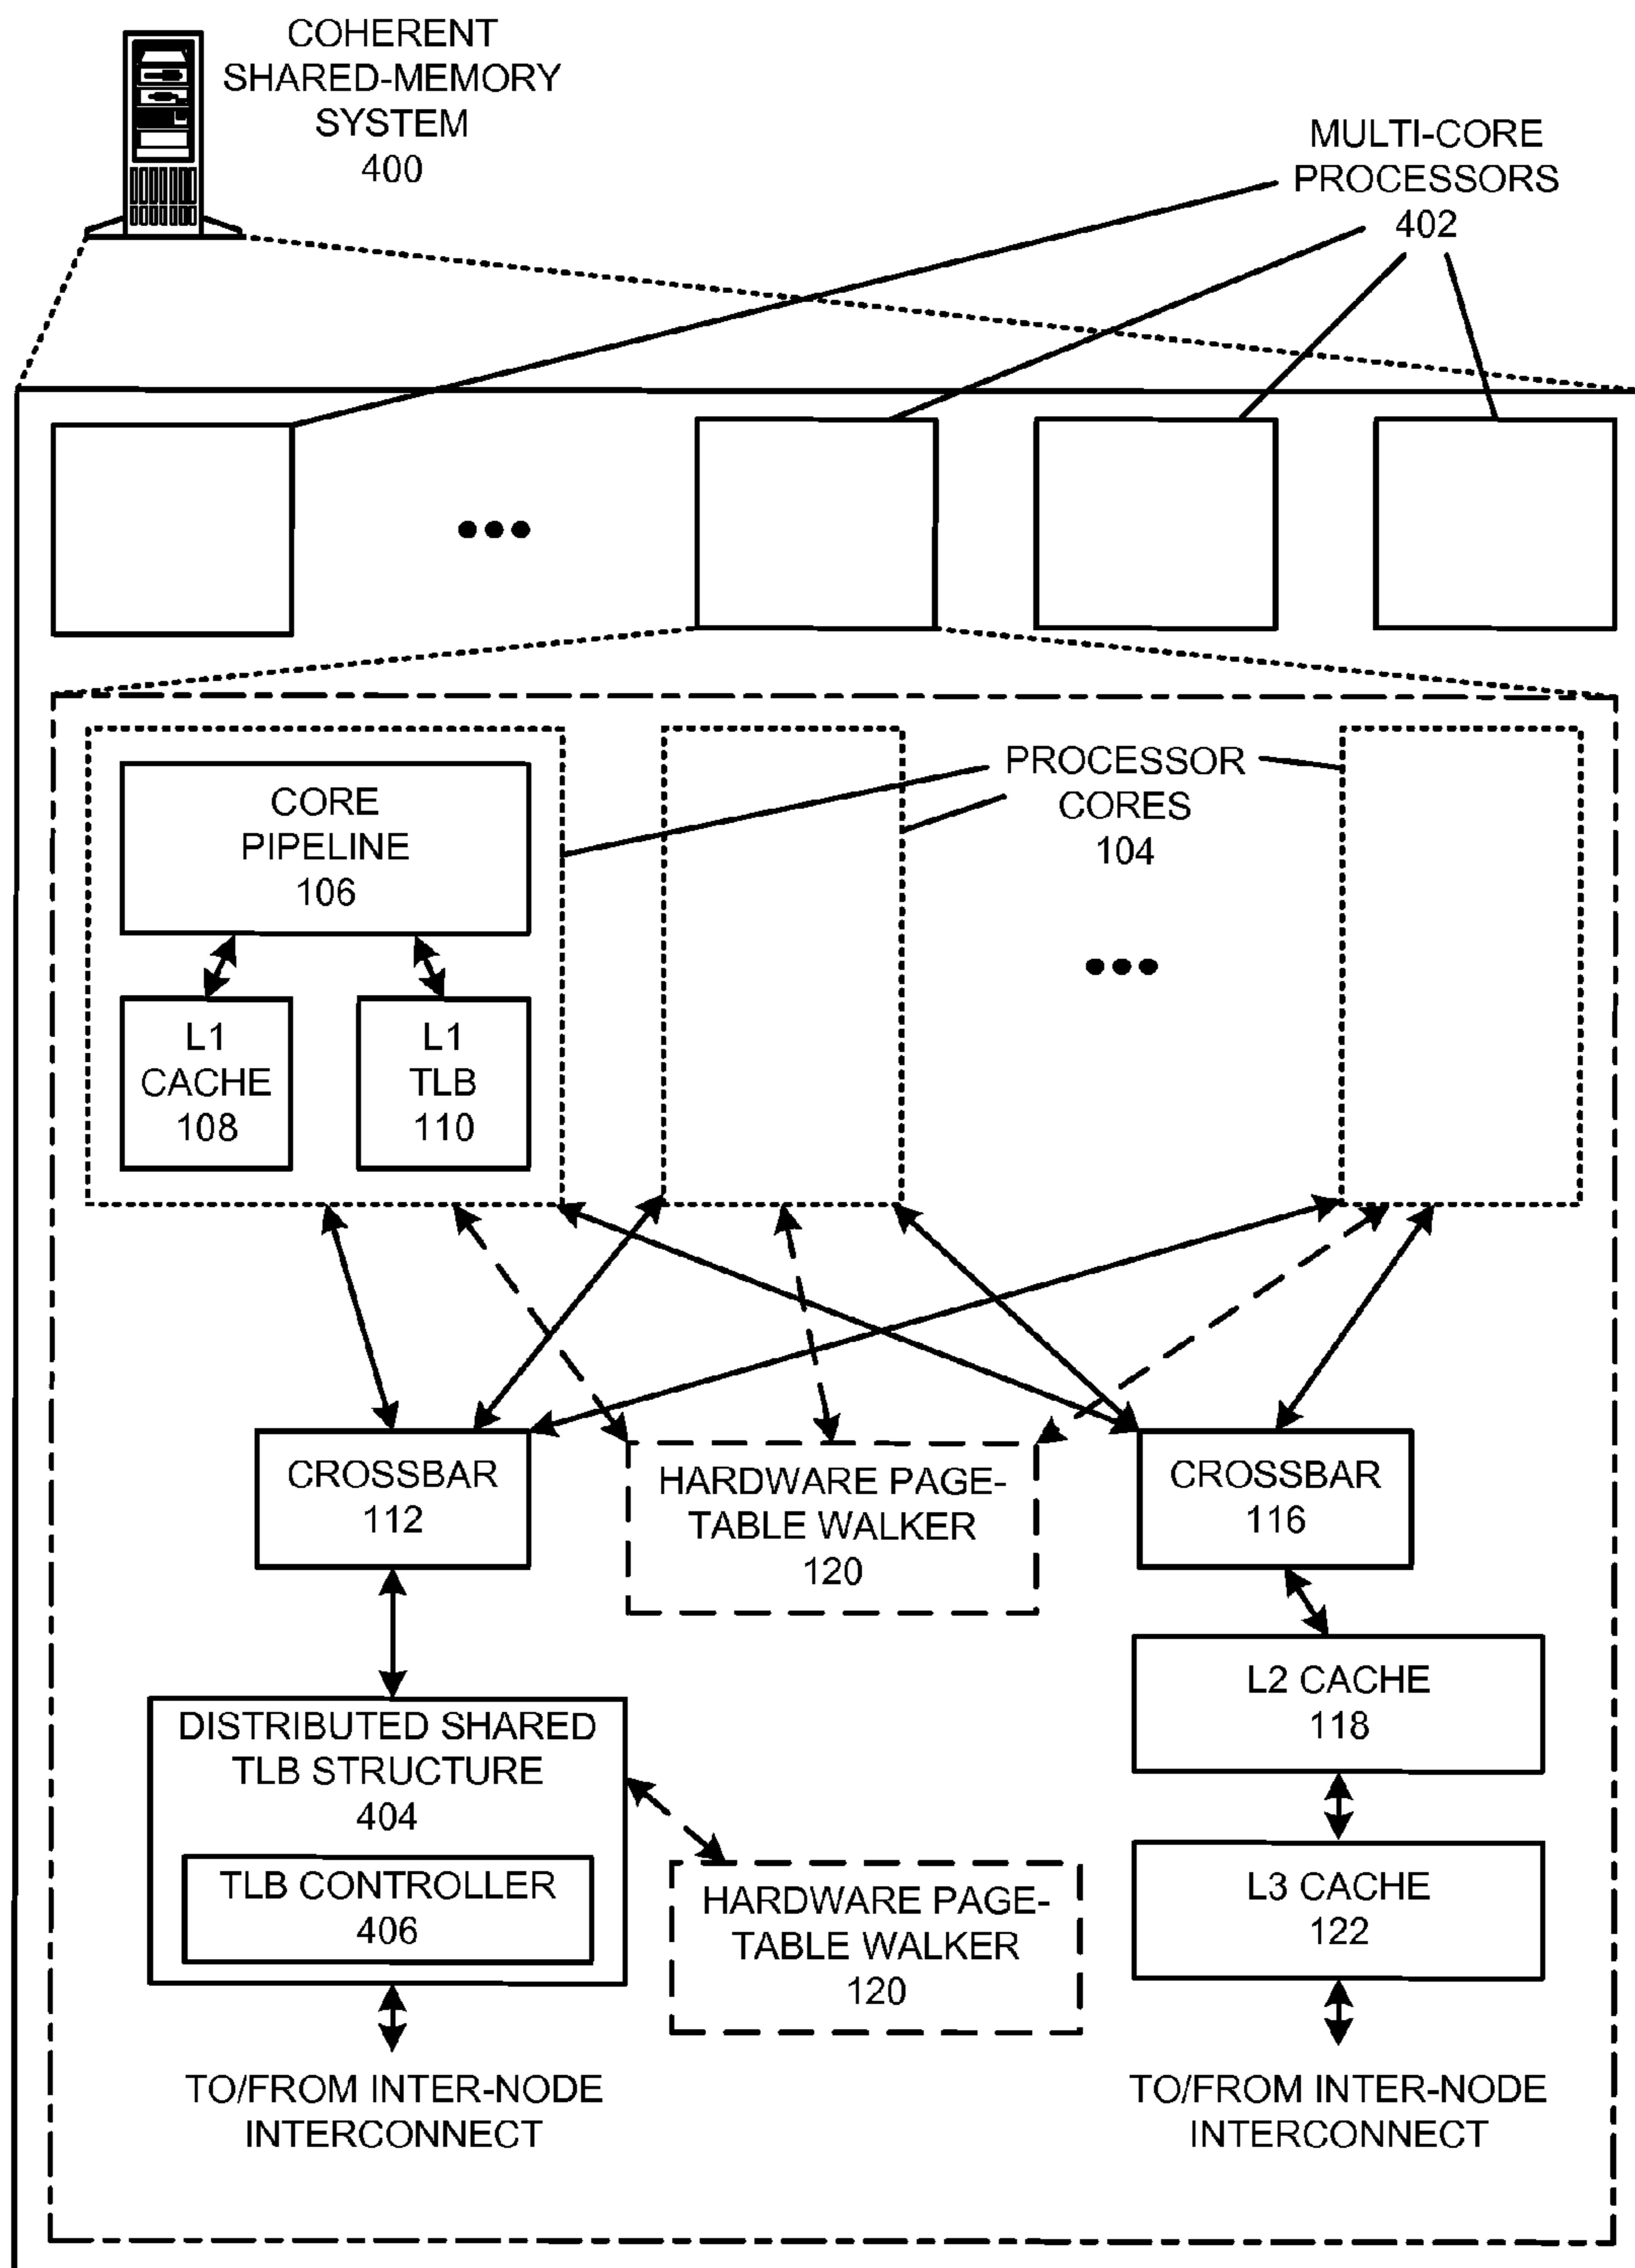 COHERENT
SHARED-MEMORY
SYSTEM
400
MULTI-CORE
PROCESSORS
402
PROCESSOR
CORES
104
CORE
PIPELINE
106
L1
CACHE
108
L1
TLB
110
CROSSBAR
112
HARDWARE PAGE-
TABLE WALKER
120
CROSSBAR
116
L2 CACHE
118
DISTRIBUTED SHARED
TLB STRUCTURE
404
TLB CONTROLLER
406
HARDWARE PAGE-
TABLE WALKER
120
L3 CACHE
122
TO/FROM INTER-NODE
INTERCONNECT
TO/FROM INTER-NODE
INTERCONNECT